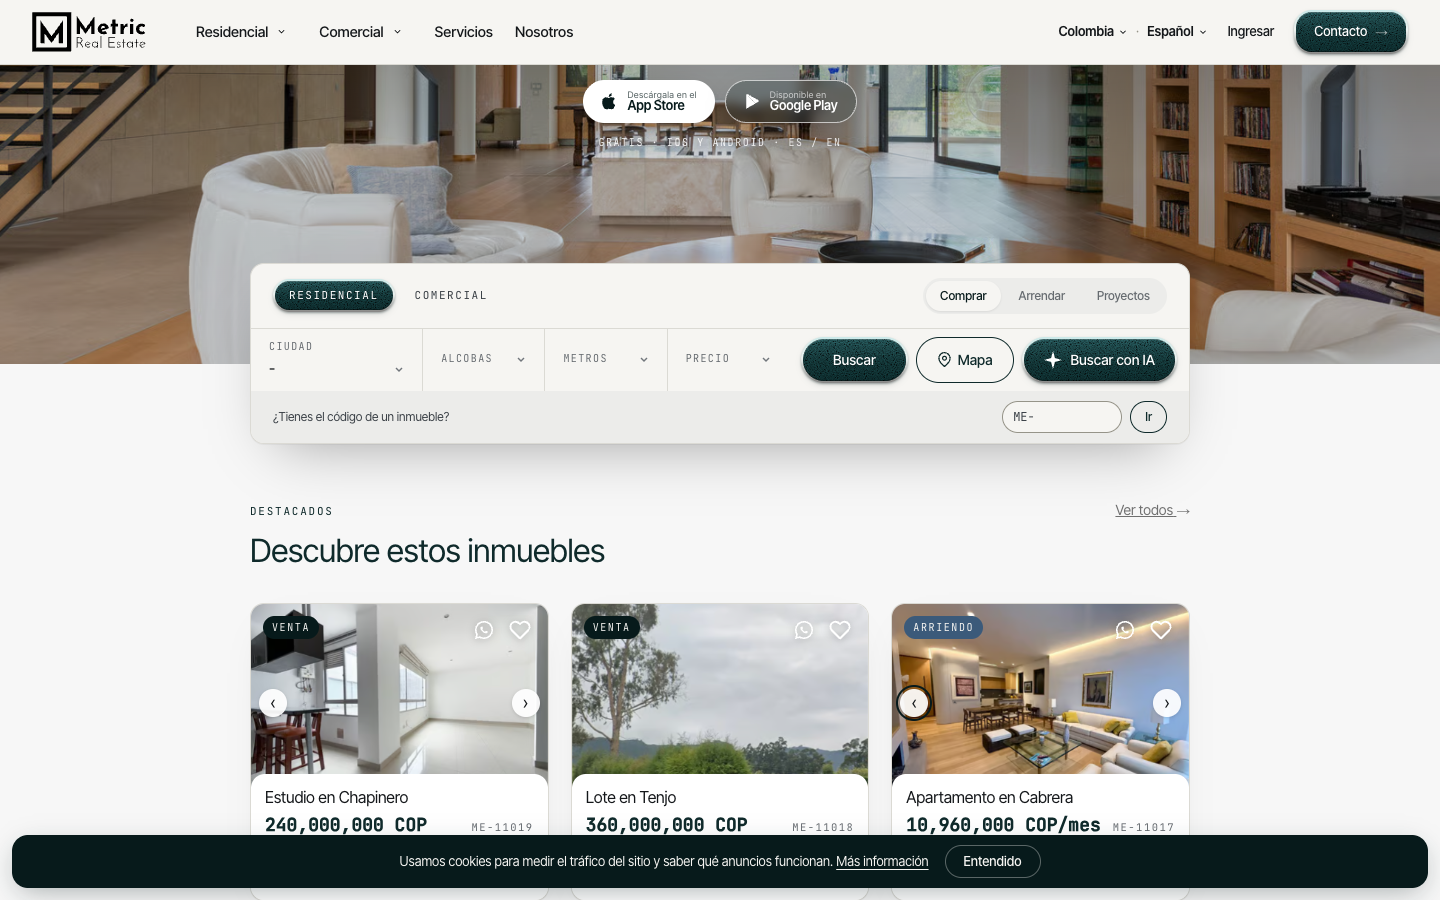 Metric
Real Estate
Residencial
Comercial
Servicios
Nosotros
Colombia · Español
Ingresar
Contacto →
Descárgala en el
App Store
Disponible en
Google Play
GRATIS · IOS Y ANDROID · ES / EN
RESIDENCIAL
COMERCIAL
Comprar
Arrendar
Proyectos
CIUDAD
-
ALCOBAS
METROS
PRECIO
Buscar
Mapa
Buscar con IA
¿Tienes el código de un inmueble?
ME-
Ir
DESTACADOS
Ver todos →
Descubre estos inmuebles
VENTA
VENTA
ARRIENDO
Estudio en Chapinero
240,000,000 COP
ME-11019
Lote en Tenjo
360,000,000 COP
ME-11018
Apartamento en Cabrera
10,960,000 COP/mes
ME-11017
Usamos cookies para medir el tráfico del sitio y saber qué anuncios funcionan. Más información
Entendido